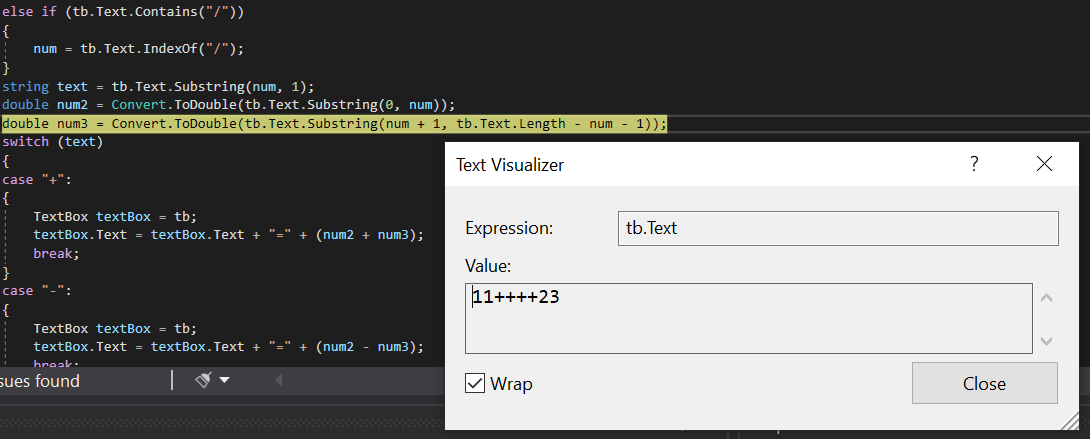 else if (tb.Text.Contains("/"))
{
num = tb.Text.IndexOf("/");
}
string text = tb.Text.Substring(num, 1);
double num2 = Convert.ToDouble(tb.Text.Substring(0, num));
double num3 = Convert.ToDouble(tb.Text.Substring(num + 1, tb.Text.Length - num - 1));
switch (text)
{
case "+":
{
TextBox textBox = tb;
textBox.Text = textBox.Text + "=" + (num2 + num3);
break;
}
case "-":
{
TextBox textBox = tb;
textBox.Text = textBox.Text + "=" + (num2 - num3);
break;
sues found
Text Visualizer
?
Expression:
tb.Text
Value:
11++++23
Wrap
Close